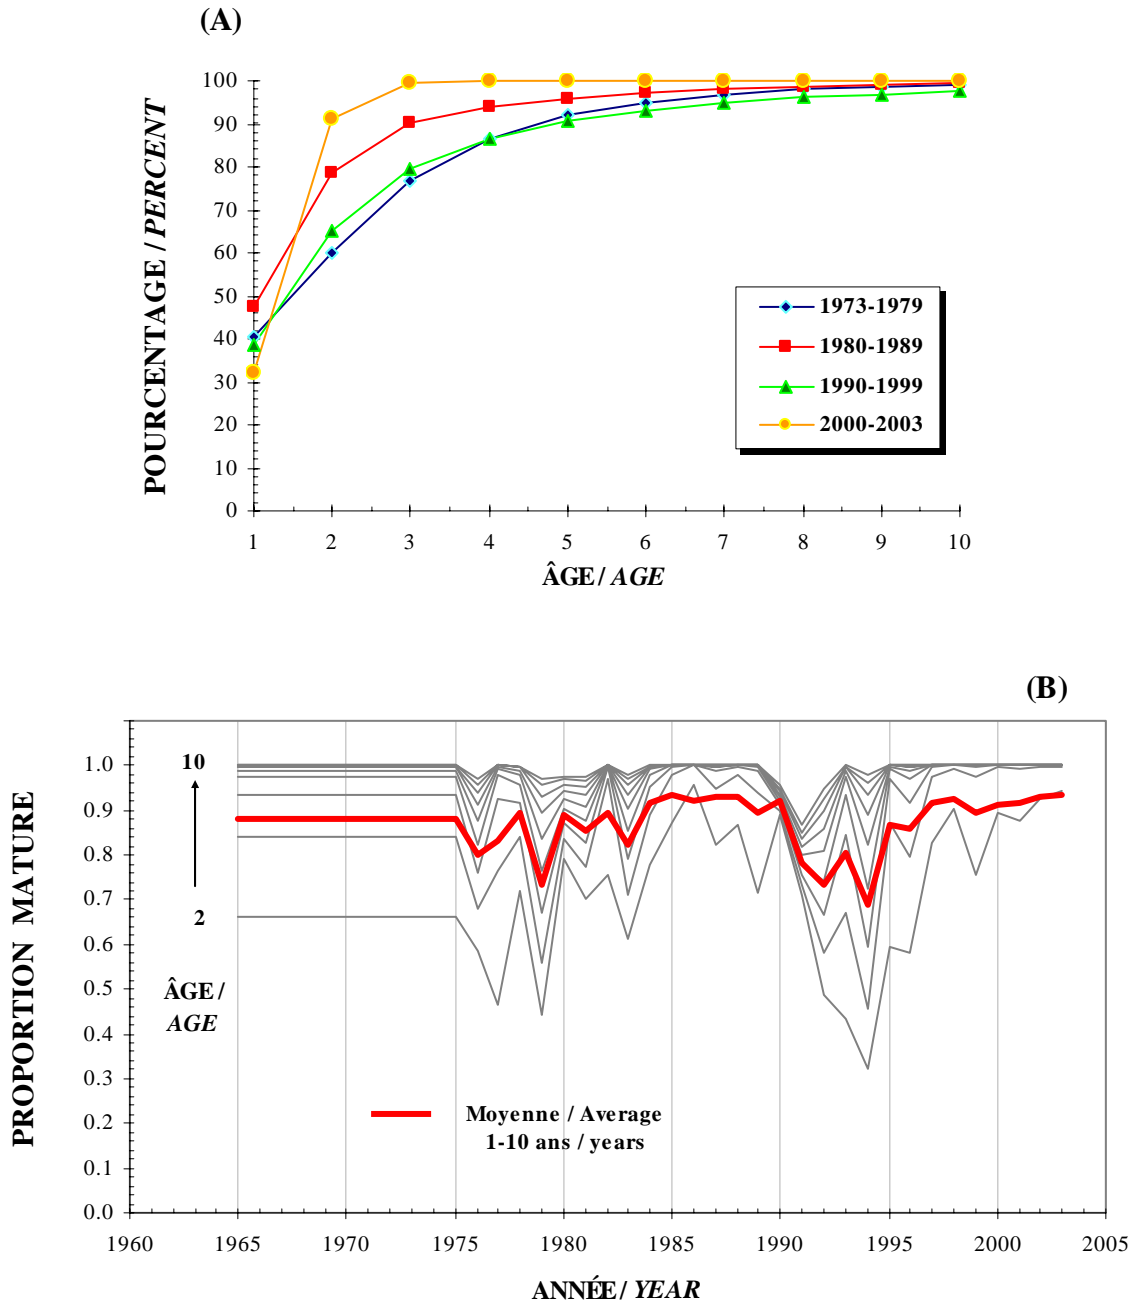 (A)
POURCENTAGE / PERCENT
100
90
80
70
60
50
40
30
20
10
0
1 2 3 4 5 6 7 8 9 10
ÂGE / AGE
1973-1979
1980-1989
1990-1999
2000-2003
(B)
PROPORTION MATURE
1.0
0.9
0.8
0.7
0.6
0.5
0.4
0.3
0.2
0.1
0.0
10
2
ÂGE /
AGE
Moyenne / Average
1-10 ans / years
1960 1965 1970 1975 1980 1985 1990 1995 2000 2005
ANNÉE / YEAR